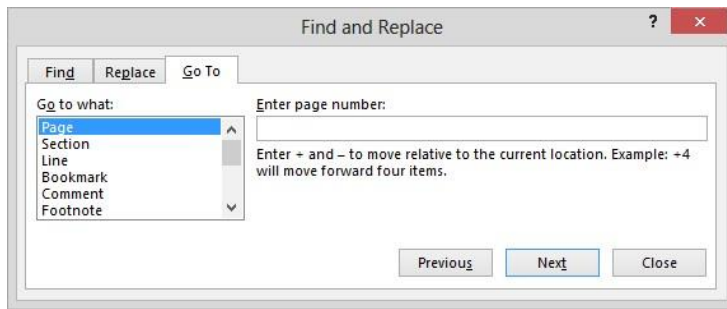 Find and Replace
?
Find
Replace
Go To
Go to what:
Page
Section
Line
Bookmark
Comment
Footnote
Enter page number:
Enter + and – to move relative to the current location. Example: +4
will move forward four items.
Previous
Next
Close